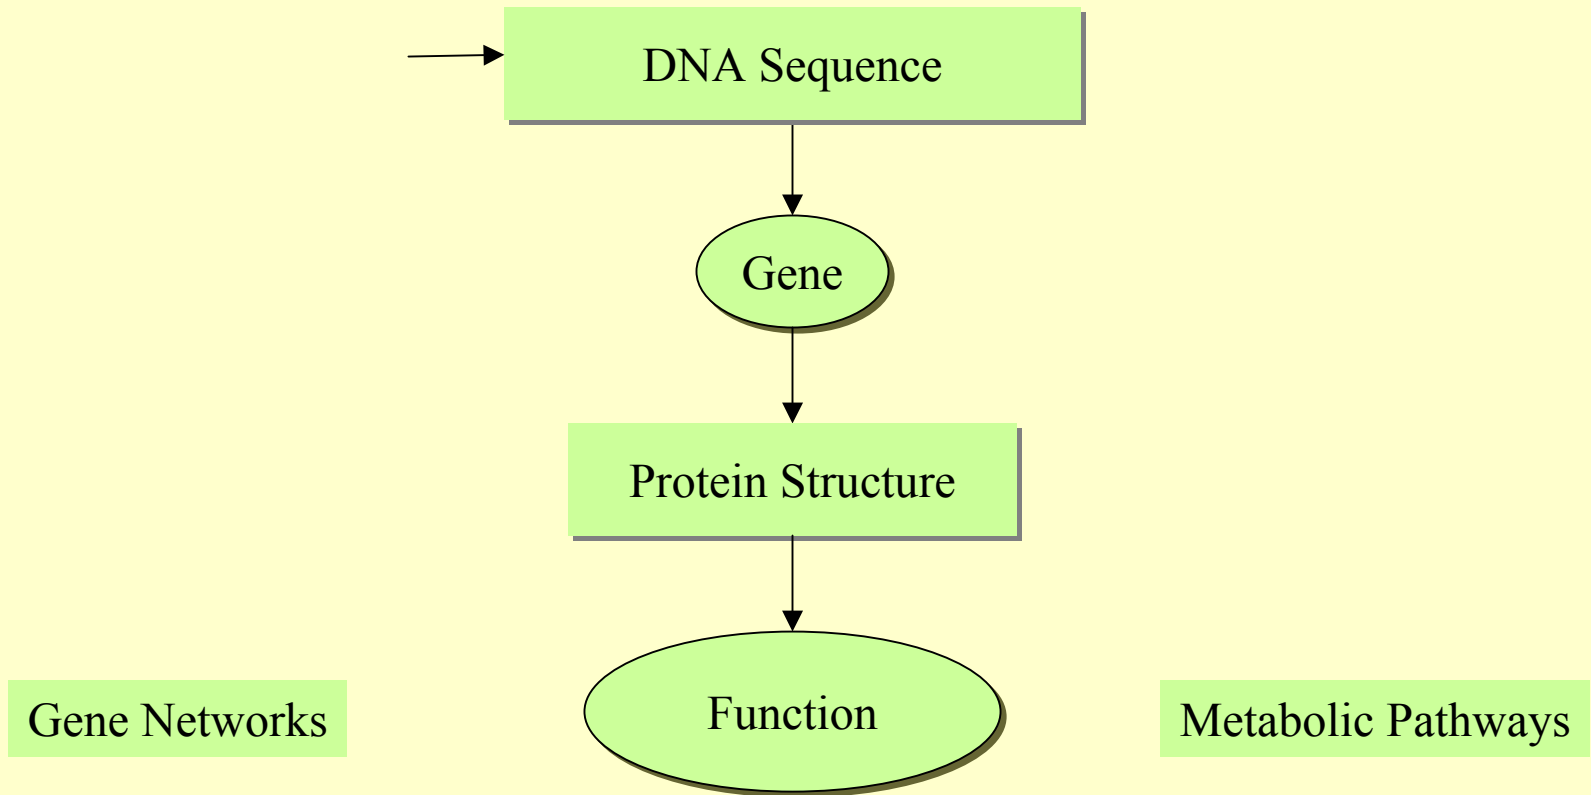 DNA Sequence
Gene
Protein Structure
Function
Gene Networks
Metabolic Pathways